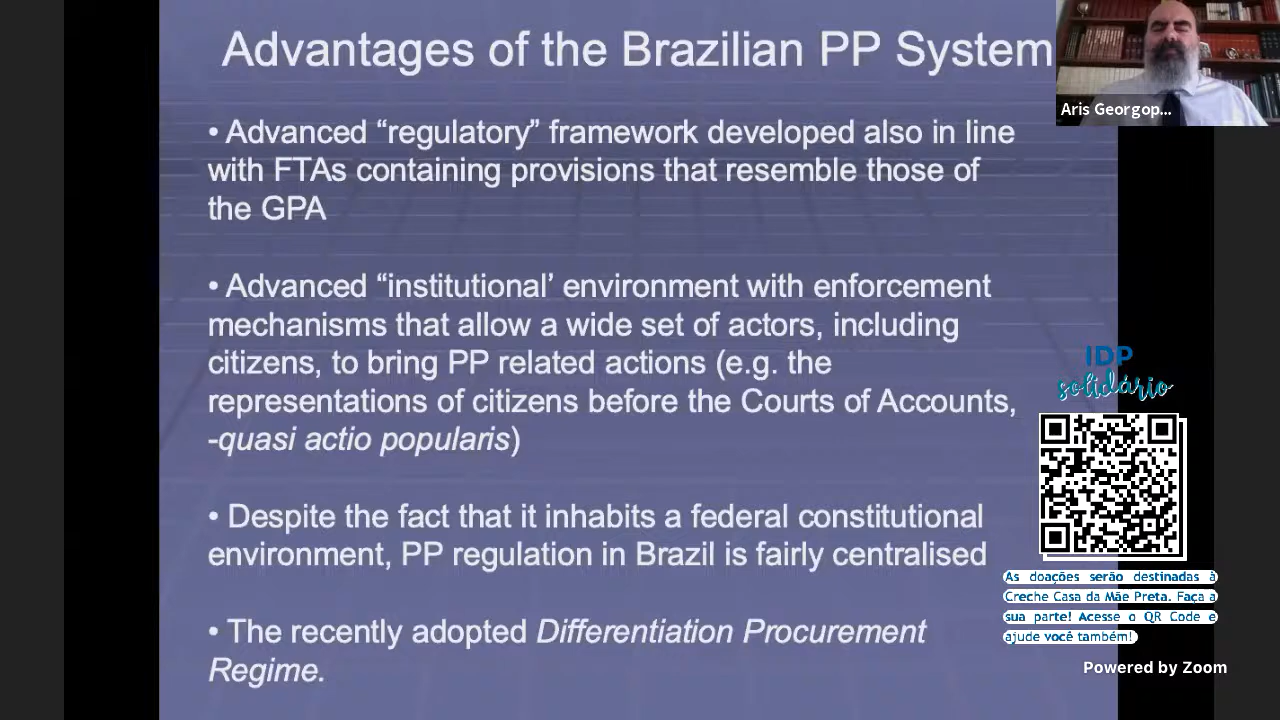 Advantages of the Brazilian PP System
Aris Georgop...
• Advanced “regulatory” framework developed also in line
with FTAs containing provisions that resemble those of
the GPA
• Advanced “institutional’ environment with enforcement
mechanisms that allow a wide set of actors, including
citizens, to bring PP related actions (e.g. the
representations of citizens before the Courts of Accounts,
-quasi actio popularis)
• Despite the fact that it inhabits a federal constitutional
environment, PP regulation in Brazil is fairly centralised
• The recently adopted Differentiation Procurement
Regime.
IDP
solidário
As doações serão destinadas à
Creche Casa da Mãe Preta. Faça a
sua parte! Acesse o QR Code e
ajude você também!
Powered by Zoom